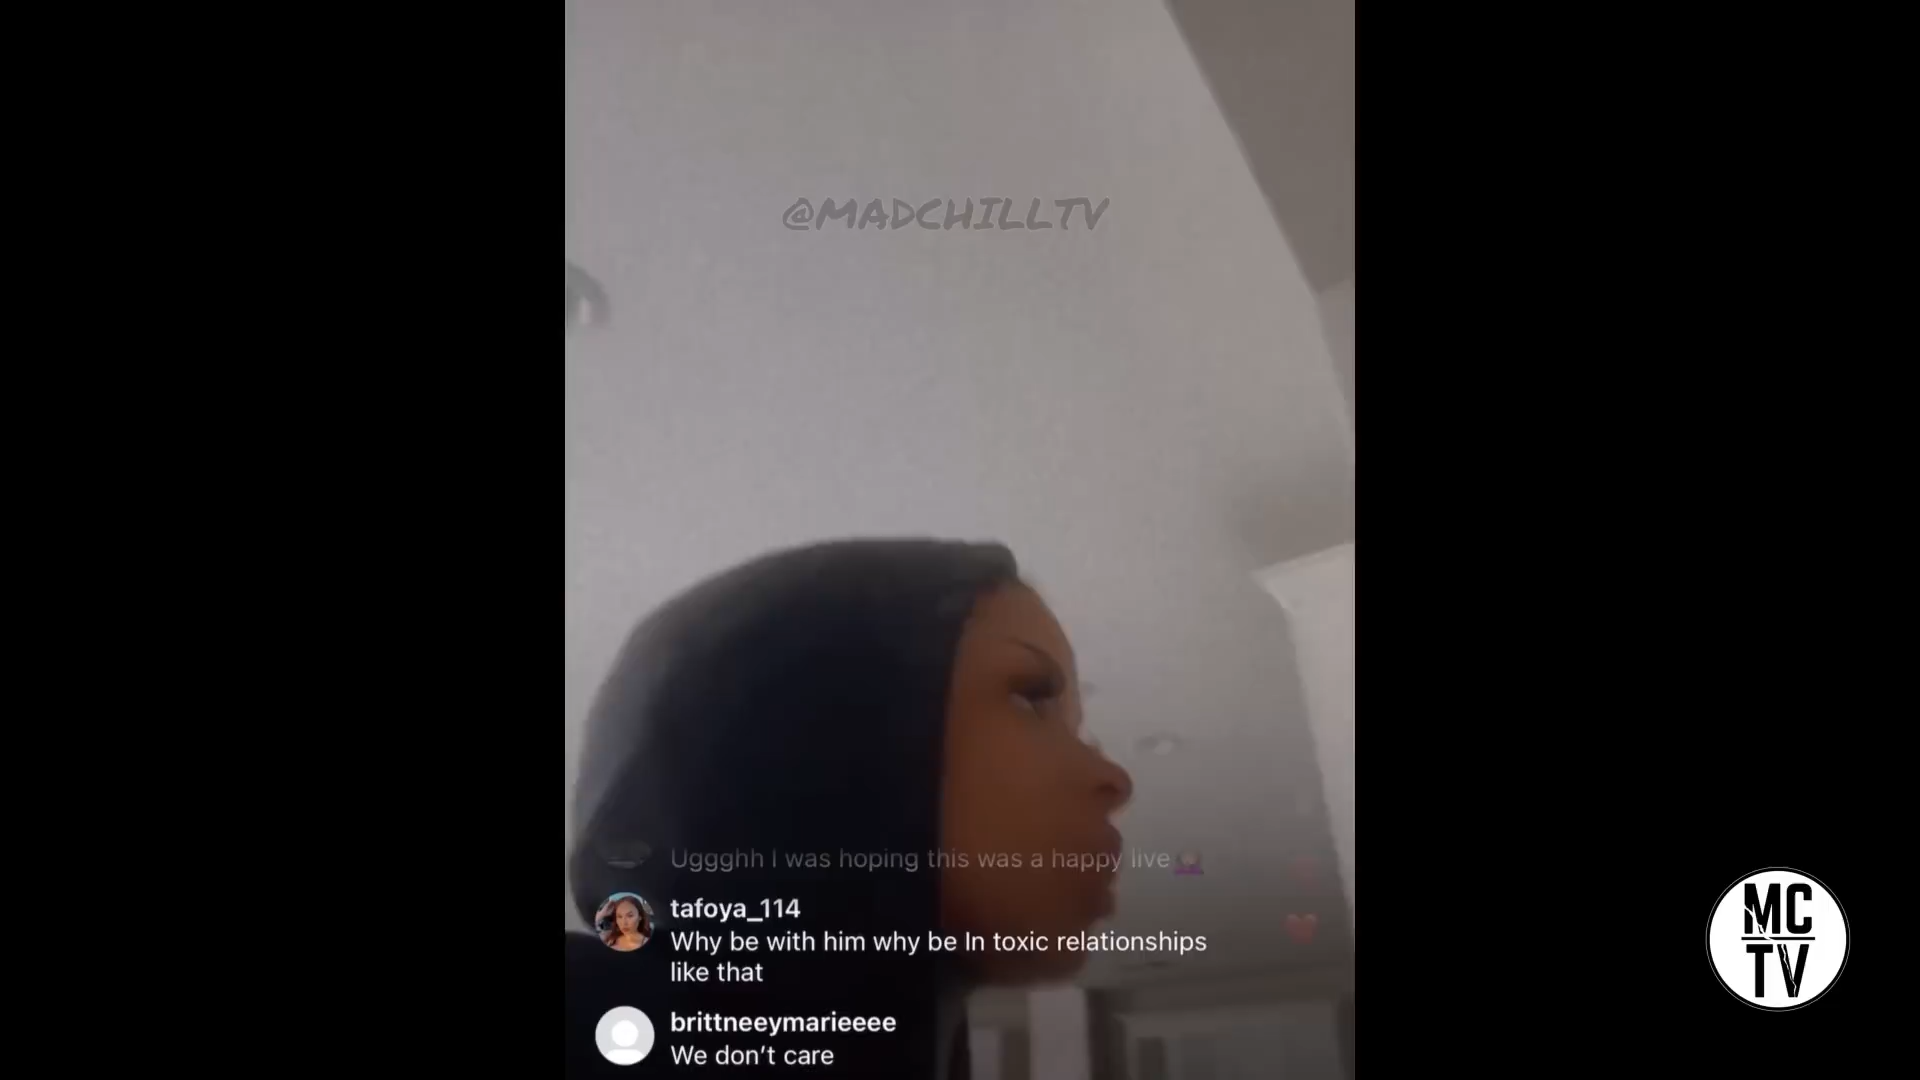 @MADCHILLTV
Uggghh I was hoping this was a happy live
tafoya_114
Why be with him why be In toxic relationships
like that
brittneeymarieeee
We don't care
MC
TV